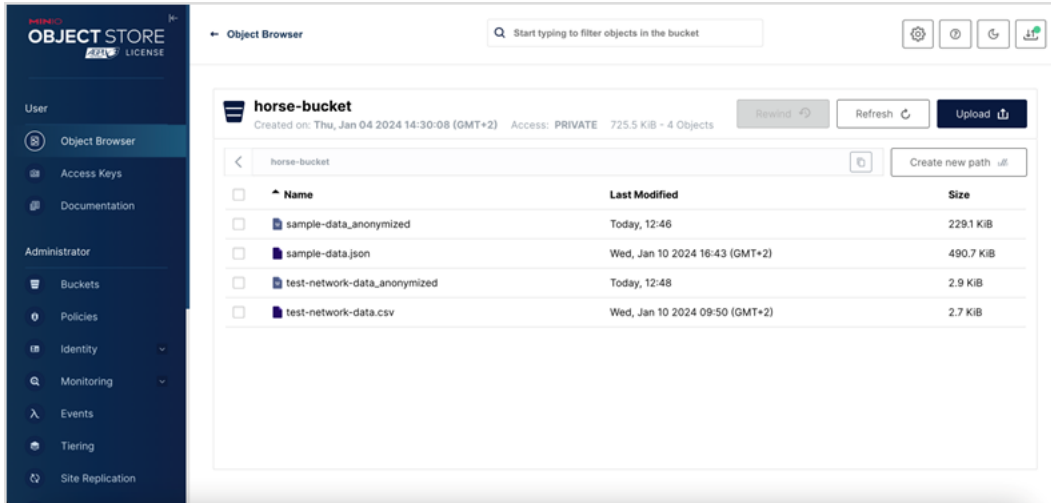 MINIO
OBJECT STORE
AGPLV3 LICENSE
User
Object Browser
Access Keys
Documentation
Administrator
Buckets
Policies
Identity
Monitoring
Events
Tiering
Site Replication
← Object Browser
Start typing to filter objects in the bucket
horse-bucket
Created on: Thu, Jan 04 2024 14:30:08 (GMT+2) Access: PRIVATE 725.5 KiB - 4 Objects
Rewind Refresh Upload
horse-bucket
Create new path
Name Last Modified Size
sample-data_anonymized Today, 12:46 229.1 KiB
sample-data.json Wed, Jan 10 2024 16:43 (GMT+2) 490.7 KiB
test-network-data_anonymized Today, 12:48 2.9 KiB
test-network-data.csv Wed, Jan 10 2024 09:50 (GMT+2) 2.7 KiB